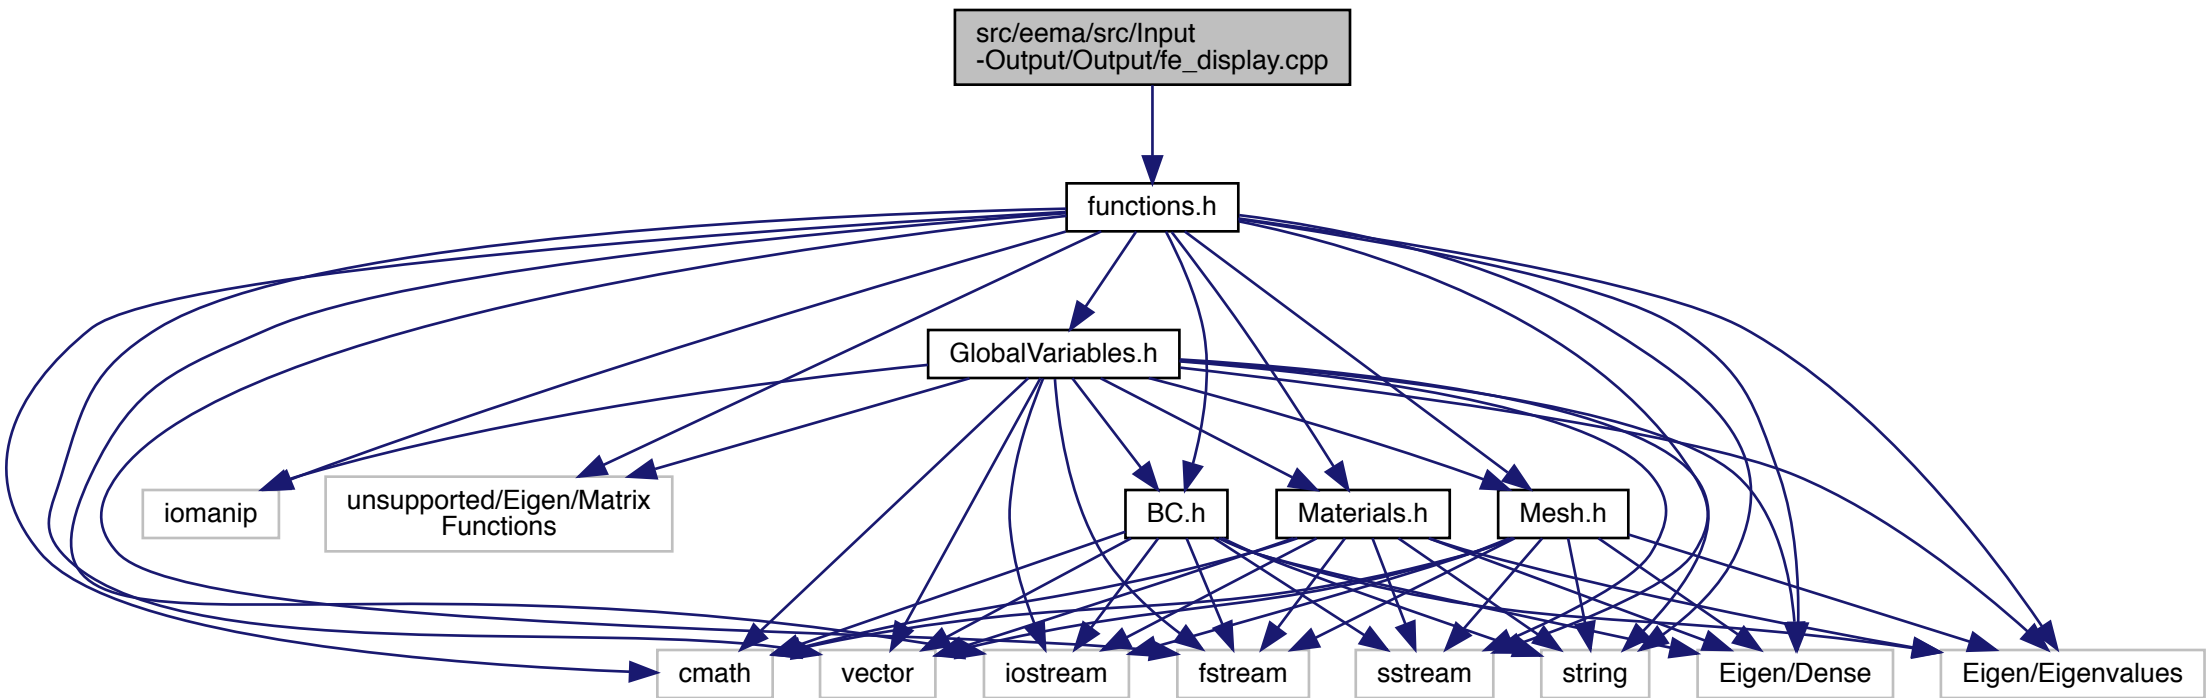 src/eema/src/Input
-Output/Output/fe_display.cpp
functions.h
GlobalVariables.h
iomanip
unsupported/Eigen/Matrix
Functions
BC.h
Materials.h
Mesh.h
cmath
vector
iostream
fstream
sstream
string
Eigen/Dense
Eigen/Eigenvalues